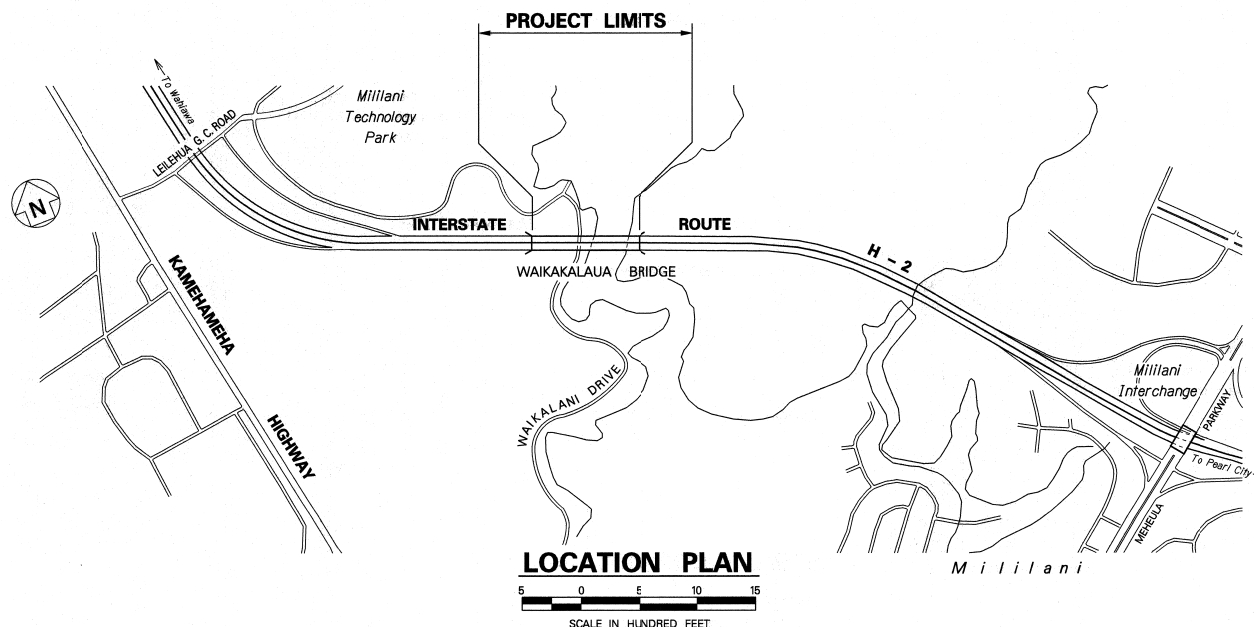 PROJECT LIMITS
To Wahiawa
LEILEHUA G. C. ROAD
Mililani
Technology
Park
N
INTERSTATE ROUTE
H - 2
WAIKAKALAUA BRIDGE
KAMEHAMEHA
HIGHWAY
WAIKALANI DRIVE
Mililani
Interchange
PARKWAY
To Pearl City
MEHEULA
Mililani
LOCATION PLAN
5 0 5 10 15
SCALE IN HUNDRED FEET